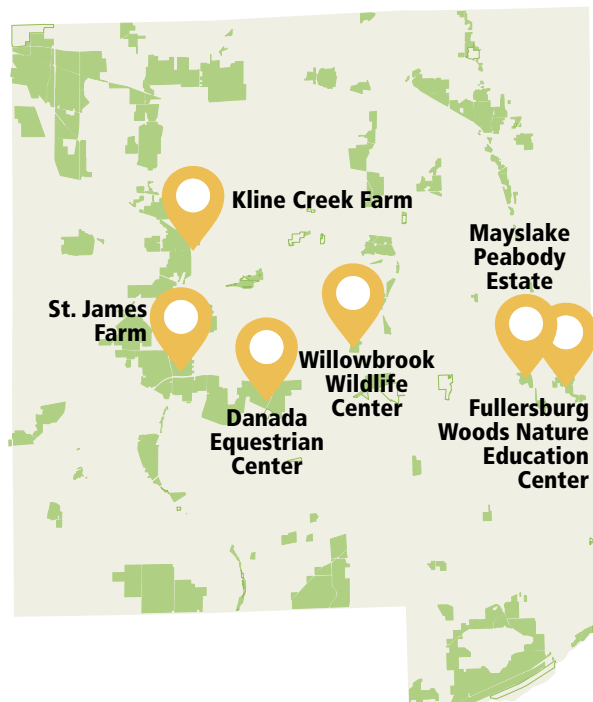 Kline Creek Farm
Mayslake
Peabody
Estate
St. James
Farm
Willowbrook
Wildlife
Center
Danada
Equestrian
Center
Fullersburg
Woods Nature
Education
Center